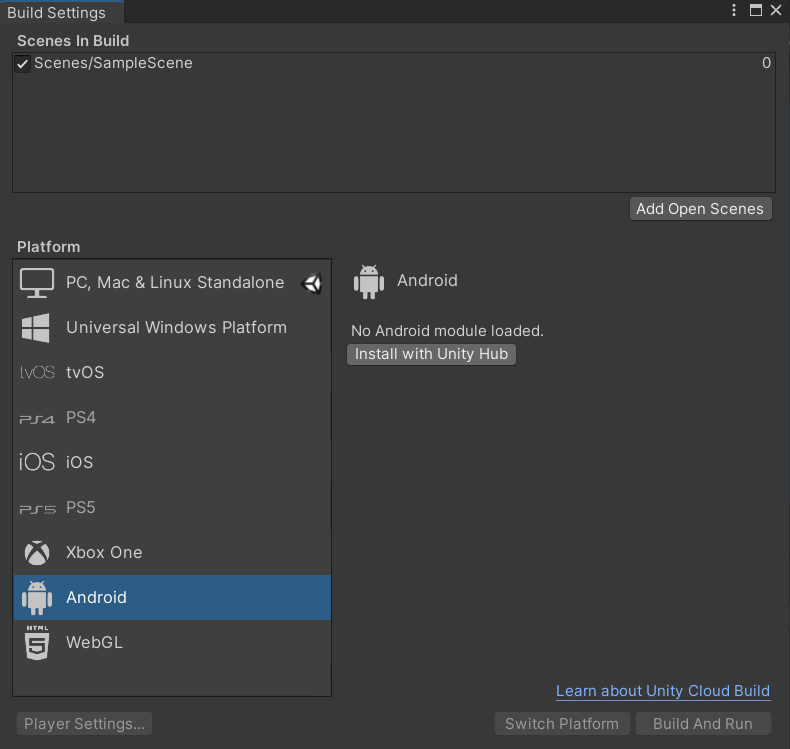 Build Settings
Scenes In Build
Scenes/SampleScene 0
Add Open Scenes
Platform
PC, Mac & Linux Standalone
Universal Windows Platform
tvOS tvOS
PS4 PS4
iOS iOS
PS5 PS5
Xbox One
Android
HTML
5 WebGL
Android
No Android module loaded.
Install with Unity Hub
Learn about Unity Cloud Build
Player Settings...
Switch Platform
Build And Run